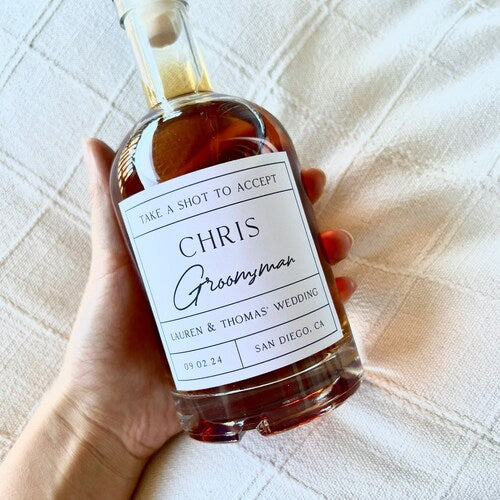 TAKE A SHOT TO ACCEPT
CHRIS
Groomsman
LAUREN & THOMAS' WEDDING
09.02.24
SAN DIEGO, CA